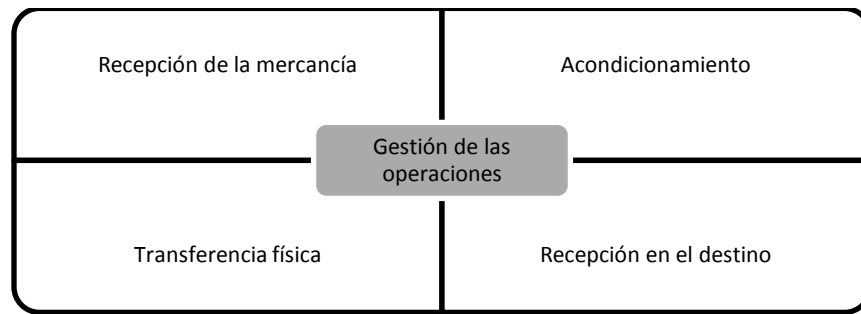 Recepción de la mercancía
Acondicionamiento
Gestión de las
operaciones
Transferencia física
Recepción en el destino